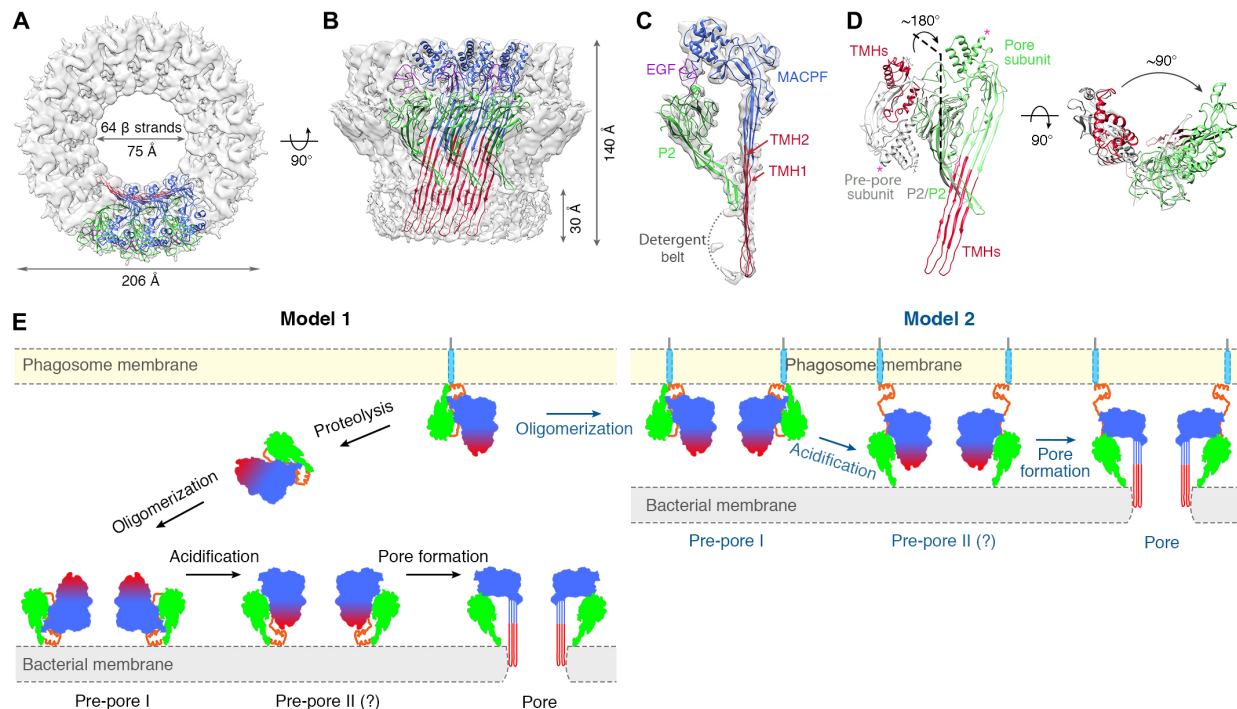 A
64 β strands
75 Å
206 Å
90°
B
140 Å
30 Å
C
EGF
MACPF
P2
TMH2
TMH1
Detergent
belt
D
~180°
TMHs
*
Pore
subunit
*
Pre-pore
subunit
P2/P2
TMHs
90°
~90°
E
Model 1
Phagosome membrane
Proteolysis
Oligomerization
Acidification
Pore formation
Bacterial membrane
Pre-pore I
Pre-pore II (?)
Pore
Model 2
Phagosome membrane
Oligomerization
Acidification
Pore
formation
Bacterial membrane
Pre-pore I
Pre-pore II (?)
Pore